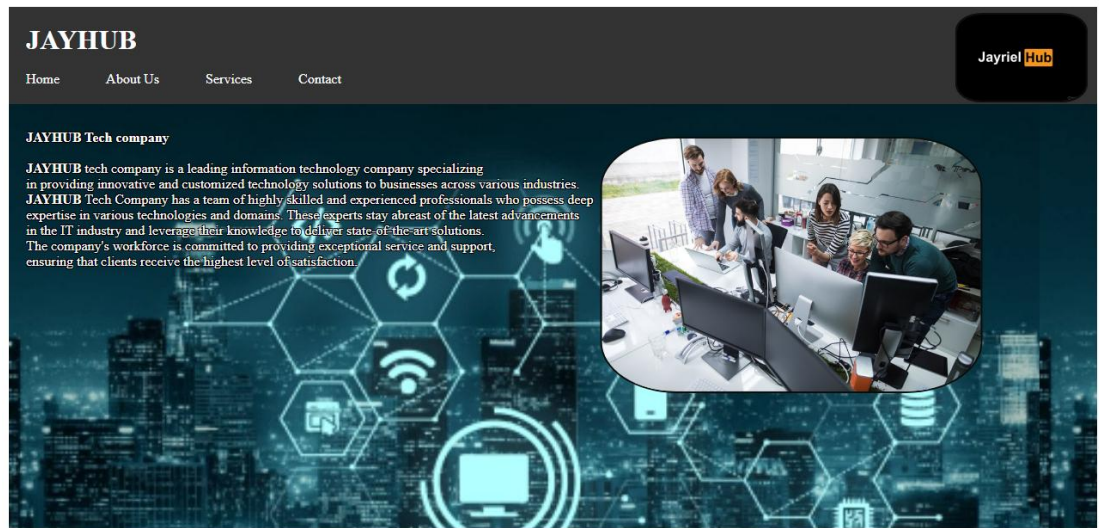 JAYHUB
Jayriel Hub
Home About Us Services Contact
JAYHUB Tech company
JAYHUB tech company is a leading information technology company specializing
in providing innovative and customized technology solutions to businesses across various industries.
JAYHUB Tech Company has a team of highly skilled and experienced professionals who possess deep
expertise in various technologies and domains. These experts stay abreast of the latest advancements
in the IT industry and leverage their knowledge to deliver state-of-the-art solutions.
The company's workforce is committed to providing exceptional service and support,
ensuring that clients receive the highest level of satisfaction.